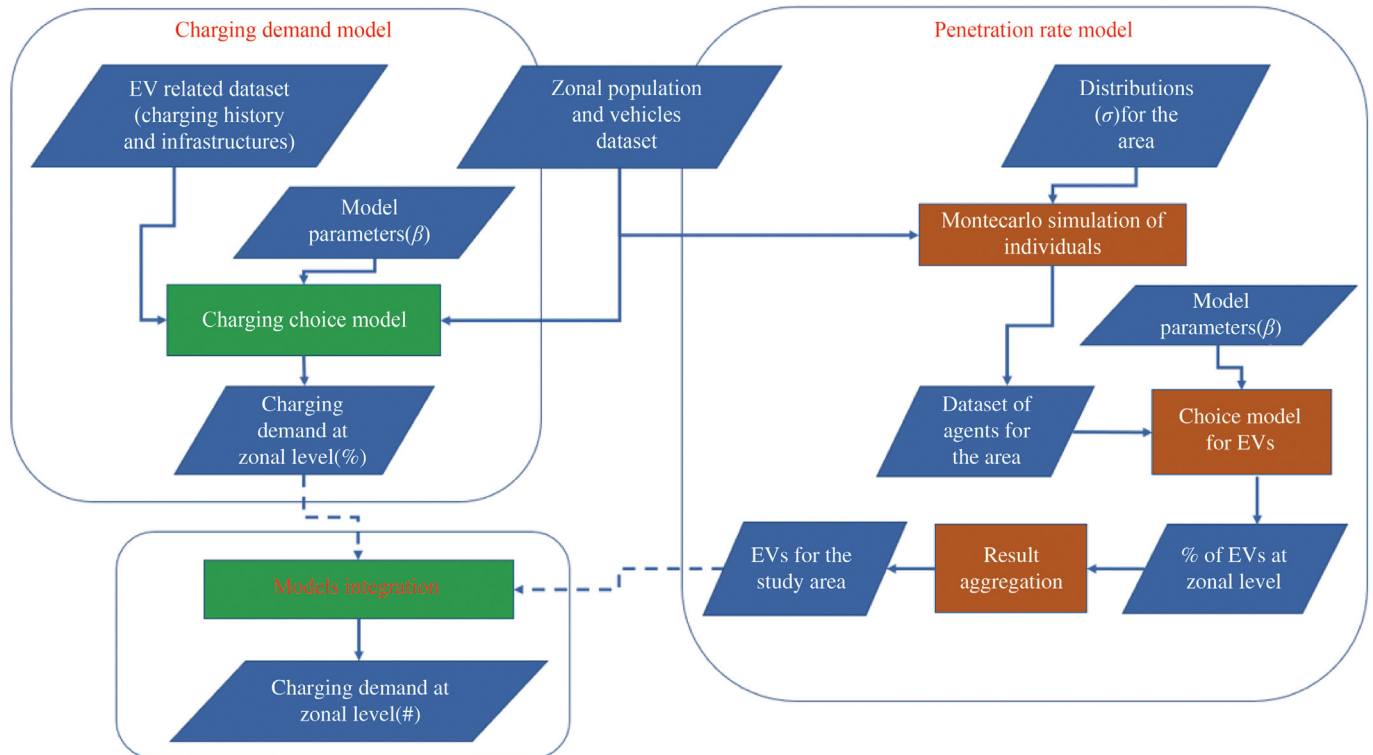 Charging demand model
EV related dataset
(charging history
and infrastructures)
Model
parameters(β)
Charging choice model
Charging
demand at
zonal level(%)
Zonal population
and vehicles
dataset
Penetration rate model
Distributions
(σ)for the
area
Montecarlo simulation of
individuals
Model
parameters(β)
Dataset of
agents for
the area
Choice model
for EVs
% of EVs at
zonal level
Result
aggregation
EVs for the
study area
Models integration
Charging demand at
zonal level(#)